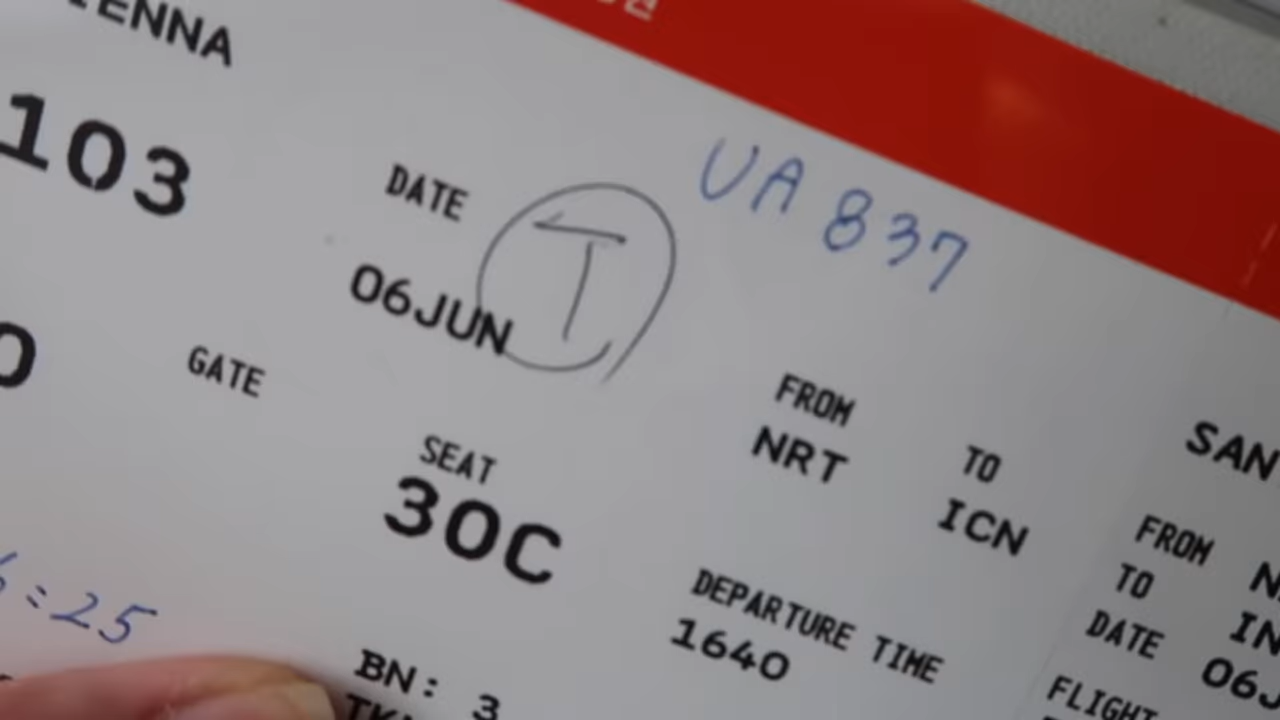 ENNA
UA 837
103
DATE
T
06JUN
GATE
FROM
NRT
TO
ICN
SEAT
30C
DEPARTURE TIME
1640
:25
BN: 3
SAN
FROM
TO
DATE 06J
FLIGHT